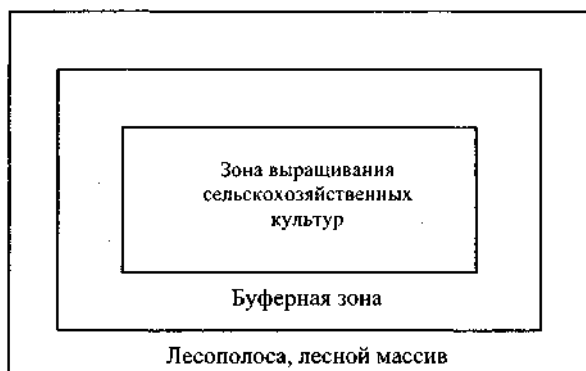 Зона выращивания
сельскохозяйственных
культур
Буферная зона
Лесополоса, лесной массив